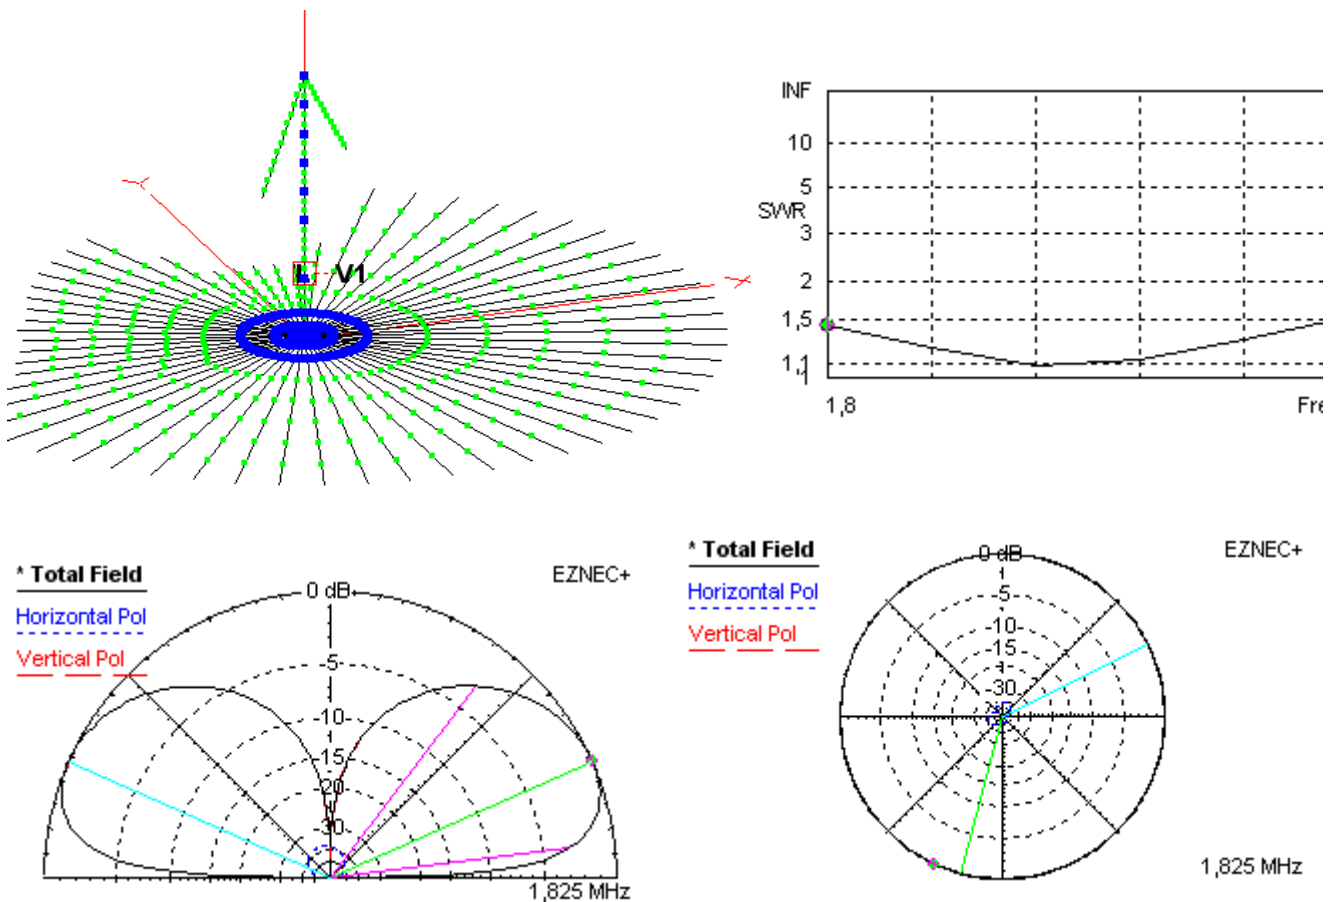 Y
X
L
V1
INF
10
5
SWR
3
2
1,5
1,1
1
1,8
Fre
* Total Field
Horizontal Pol
Vertical Pol
EZNEC+
0 dB
-5
-10
-15
-20
-30
1,825 MHz
* Total Field
Horizontal Pol
Vertical Pol
EZNEC+
0 dB
-5
-10
-15
-30
1,825 MHz